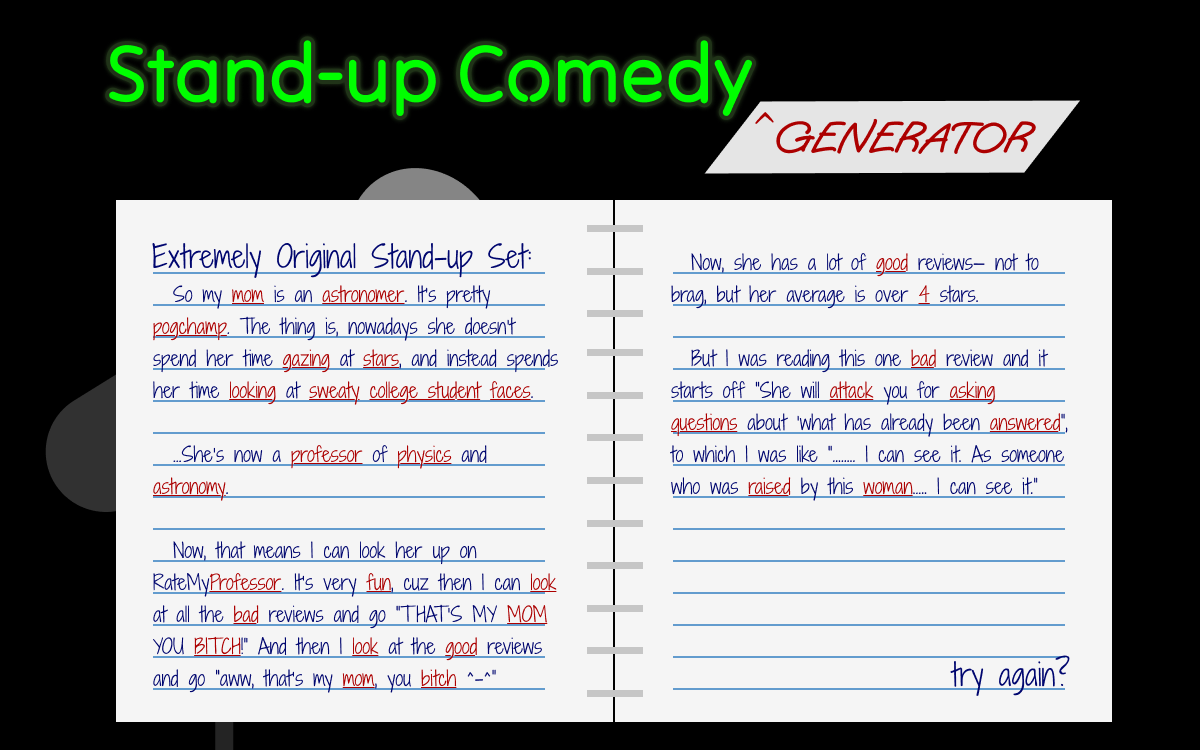 Stand-up Comedy
^GENERATOR
Extremely Original Stand-up Set:
So my mom is an astronomer. It's pretty
pogchamp. The thing is, nowadays she doesn't
spend her time gazing at stars, and instead spends
her time looking at sweaty college student faces.
...She's now a professor of physics and
astronomy.
Now, that means I can look her up on
RateMyProfessor. It's very fun, cuz then I can look
at all the bad reviews and go "THAT'S MY MOM
YOU BITCH!" And then I look at the good reviews
and go "aww, that's my mom, you bitch ^-^"
Now, she has a lot of good reviews– not to
brag, but her average is over 4 stars.
But I was reading this one bad review and it
starts off "She will attack you for asking
questions about 'what has already been answered'",
to which I was like "........ I can see it. As someone
who was raised by this woman..... I can see it."
try again?